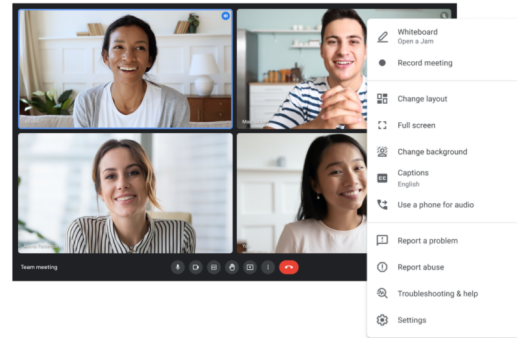 Whiteboard
Open a Jam
Record meeting
Change layout
Full screen
Change background
Captions
English
Use a phone for audio
Report a problem
Report abuse
Troubleshooting & help
Settings
Team meeting